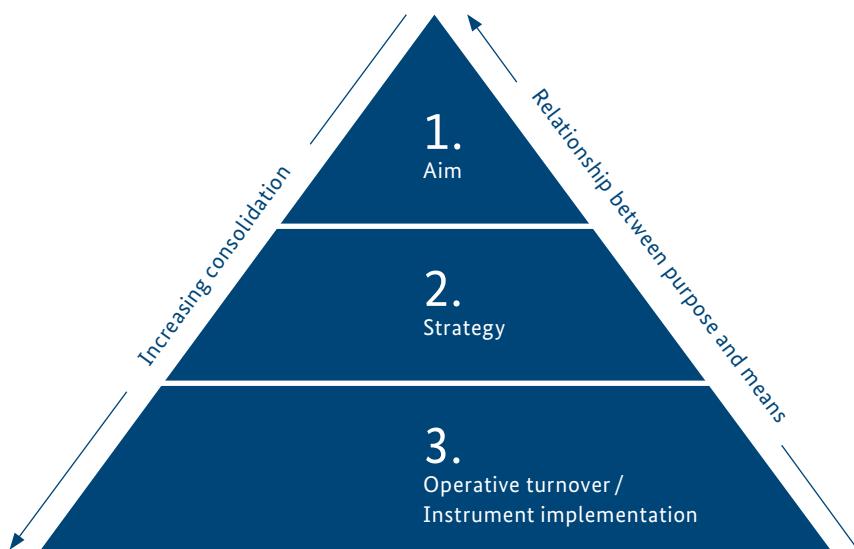 1.
Aim
2.
Strategy
3.
Operative turnover /
Instrument implementation
Increasing consolidation
Relationship between purpose and means